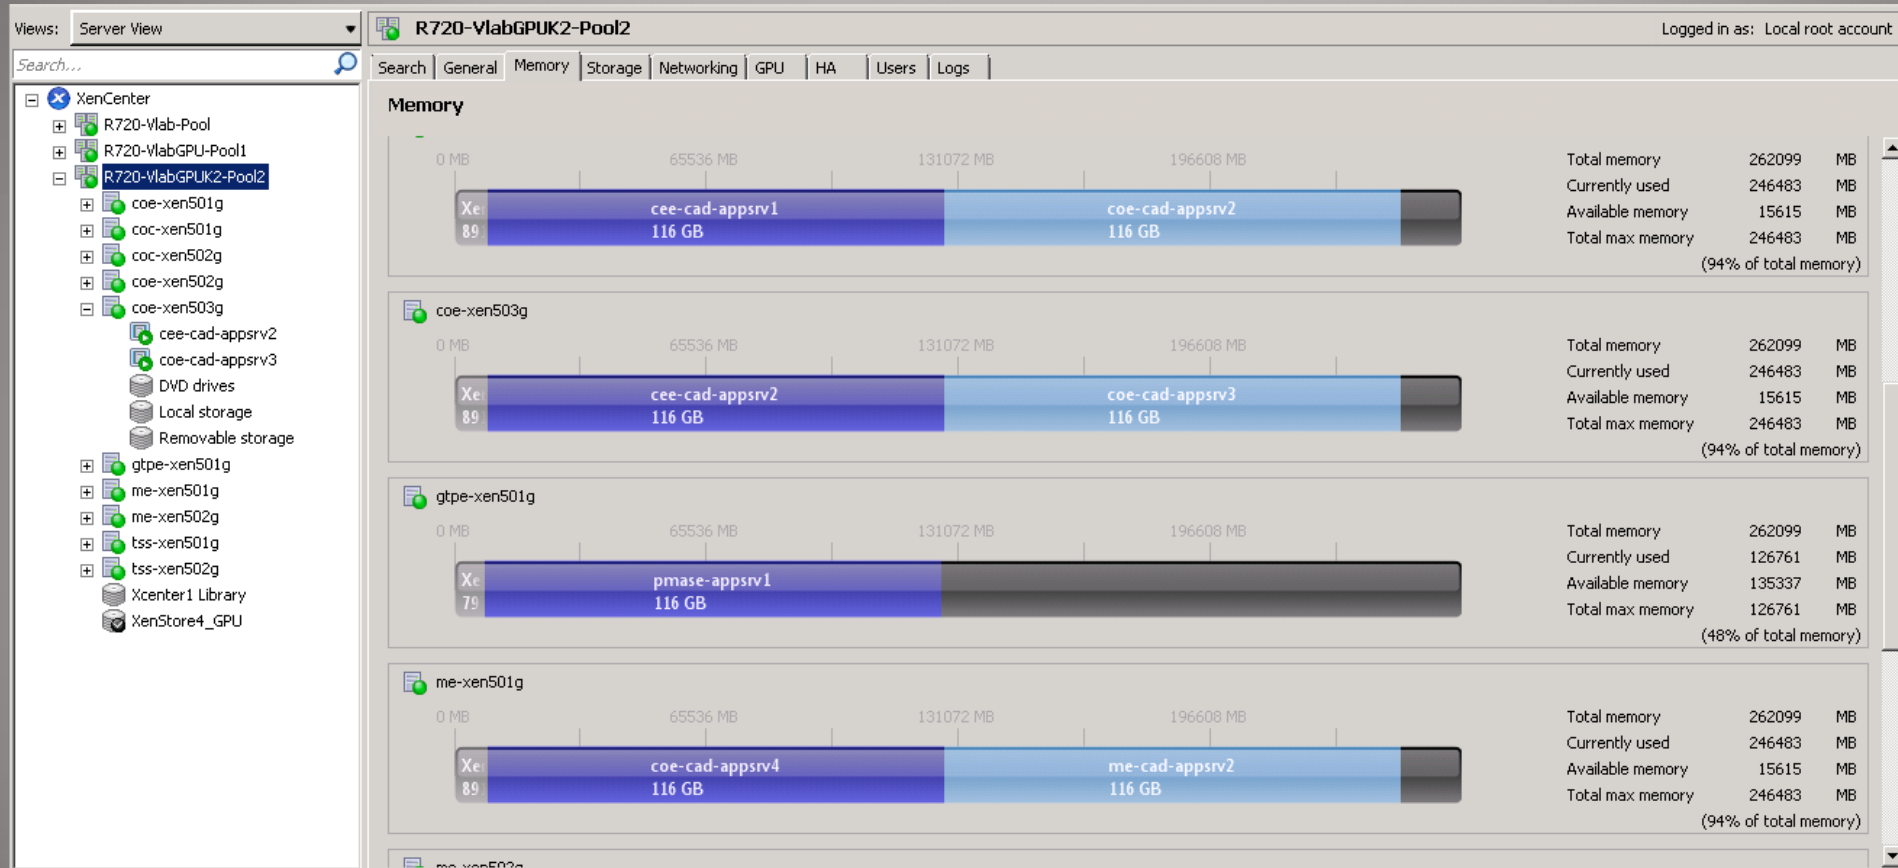 Views: Server View
R720-VlabGPUK2-Pool2
Logged in as: Local root account
Search...
Search General Memory Storage Networking GPU HA Users Logs
XenCenter
R720-Vlab-Pool
R720-VlabGPU-Pool1
R720-VlabGPUK2-Pool2
coe-xen501g
coc-xen501g
coc-xen502g
coe-xen502g
coe-xen503g
cee-cad-appsrv2
coe-cad-appsrv3
DVD drives
Local storage
Removable storage
gtpe-xen501g
me-xen501g
me-xen502g
tss-xen501g
tss-xen502g
Xcenter1 Library
XenStore4_GPU
Memory
0 MB 65536 MB 131072 MB 196608 MB
Xe cee-cad-appsrv1 coe-cad-appsrv2
89 116 GB 116 GB
Total memory 262099 MB
Currently used 246483 MB
Available memory 15615 MB
Total max memory 246483 MB
(94% of total memory)
coe-xen503g
0 MB 65536 MB 131072 MB 196608 MB
Xe cee-cad-appsrv2 coe-cad-appsrv3
89 116 GB 116 GB
Total memory 262099 MB
Currently used 246483 MB
Available memory 15615 MB
Total max memory 246483 MB
(94% of total memory)
gtpe-xen501g
0 MB 65536 MB 131072 MB 196608 MB
Xe pmase-appsrv1
79 116 GB
Total memory 262099 MB
Currently used 126761 MB
Available memory 135337 MB
Total max memory 126761 MB
(48% of total memory)
me-xen501g
0 MB 65536 MB 131072 MB 196608 MB
Xe coe-cad-appsrv4 me-cad-appsrv2
89 116 GB 116 GB
Total memory 262099 MB
Currently used 246483 MB
Available memory 15615 MB
Total max memory 246483 MB
(94% of total memory)
me-xen502g